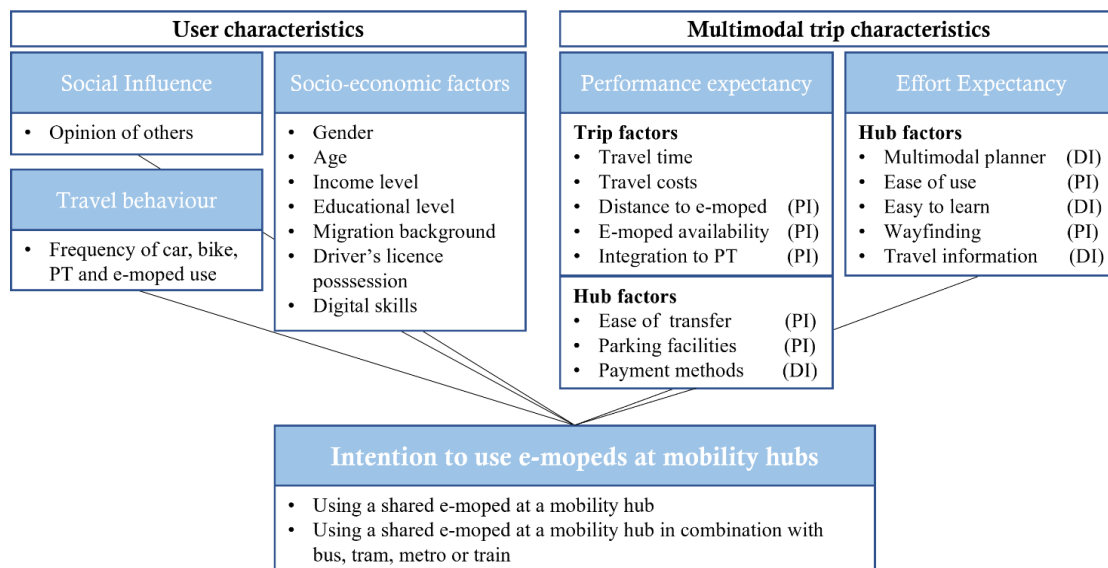 User characteristics
Social Influence
• Opinion of others
Travel behaviour
• Frequency of car, bike,
PT and e-moped use
Socio-economic factors
• Gender
• Age
• Income level
• Educational level
• Migration background
• Driver's licence
posssession
• Digital skills
Multimodal trip characteristics
Performance expectancy
Trip factors
• Travel time
• Travel costs
• Distance to e-moped (PI)
• E-moped availability (PI)
• Integration to PT (PI)
Hub factors
• Ease of transfer (PI)
• Parking facilities (PI)
• Payment methods (DI)
Effort Expectancy
Hub factors
• Multimodal planner (DI)
• Ease of use (PI)
• Easy to learn (DI)
• Wayfinding (PI)
• Travel information (DI)
Intention to use e-mopeds at mobility hubs
• Using a shared e-moped at a mobility hub
• Using a shared e-moped at a mobility hub in combination with
bus, tram, metro or train